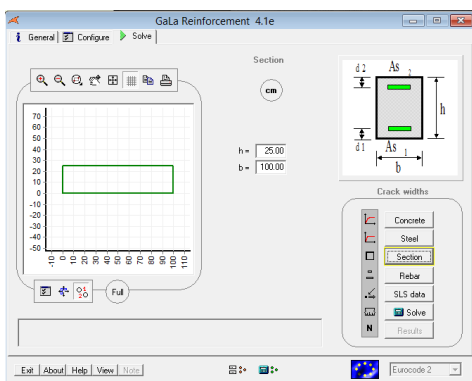 GaLa Reinforcement 4.1e
General Configure Solve
Section
cm
h = 25.00
b = 100.00
70
60
50
40
30
20
10
0
-10
-20
-30
-40
-50
-10 0 10 20 30 40 50 60 70 80 90 100 110
Full
d 2 As 2
h
d 1 As 1
b
Crack widths
Concrete
Steel
Section
Rebar
SLS data
Solve
N Results
Exit About Help View Note
Eurocode 2